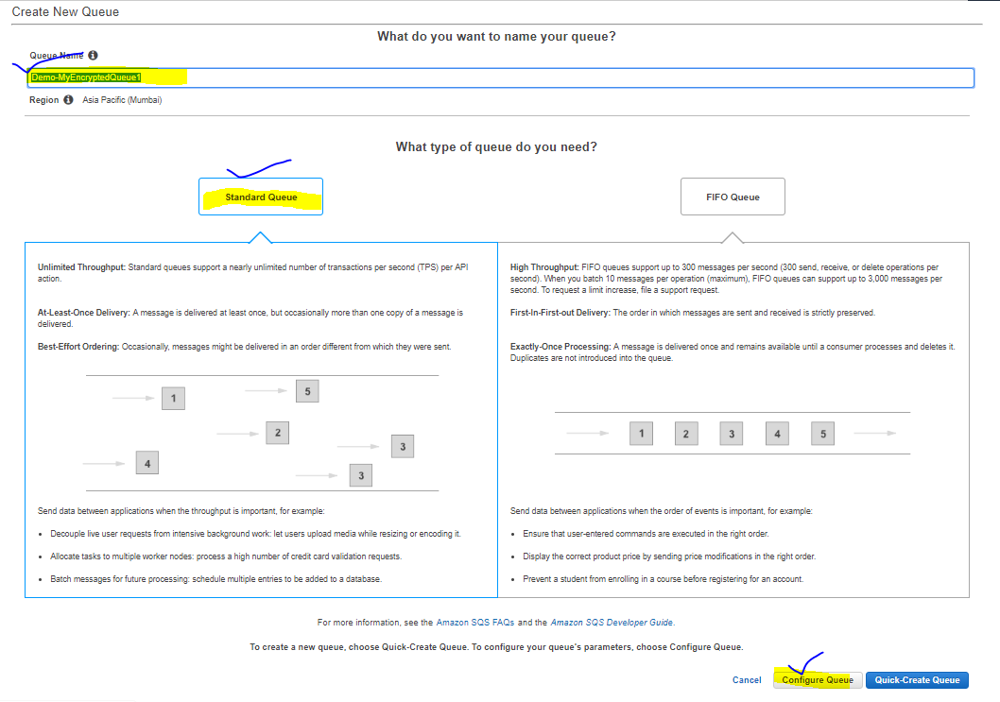 Create New Queue
What do you want to name your queue?
Queue Name
Demo-MyEncryptedQueue1
Region Asia Pacific (Mumbai)
What type of queue do you need?
Standard Queue
FIFO Queue
Unlimited Throughput: Standard queues support a nearly unlimited number of transactions per second (TPS) per API
action.
At-Least-Once Delivery: A message is delivered at least once, but occasionally more than one copy of a message is
delivered.
Best-Effort Ordering: Occasionally, messages might be delivered in an order different from which they were sent.
1
5
2
3
4
3
Send data between applications when the throughput is important, for example:
• Decouple live user requests from intensive background work: let users upload media while resizing or encoding it.
• Allocate tasks to multiple worker nodes: process a high number of credit card validation requests.
• Batch messages for future processing: schedule multiple entries to be added to a database.
High Throughput: FIFO queues support up to 300 messages per second (300 send, receive, or delete operations per
second). When you batch 10 messages per operation (maximum), FIFO queues can support up to 3,000 messages per
second. To request a limit increase, file a support request.
First-In-First-out Delivery: The order in which messages are sent and received is strictly preserved.
Exactly-Once Processing: A message is delivered once and remains available until a consumer processes and deletes it.
Duplicates are not introduced into the queue.
1 2 3 4 5
Send data between applications when the order of events is important, for example:
• Ensure that user-entered commands are executed in the right order.
• Display the correct product price by sending price modifications in the right order.
• Prevent a student from enrolling in a course before registering for an account.
For more information, see the Amazon SQS FAQs and the Amazon SQS Developer Guide.
To create a new queue, choose Quick-Create Queue. To configure your queue's parameters, choose Configure Queue.
Cancel Configure Queue Quick-Create Queue